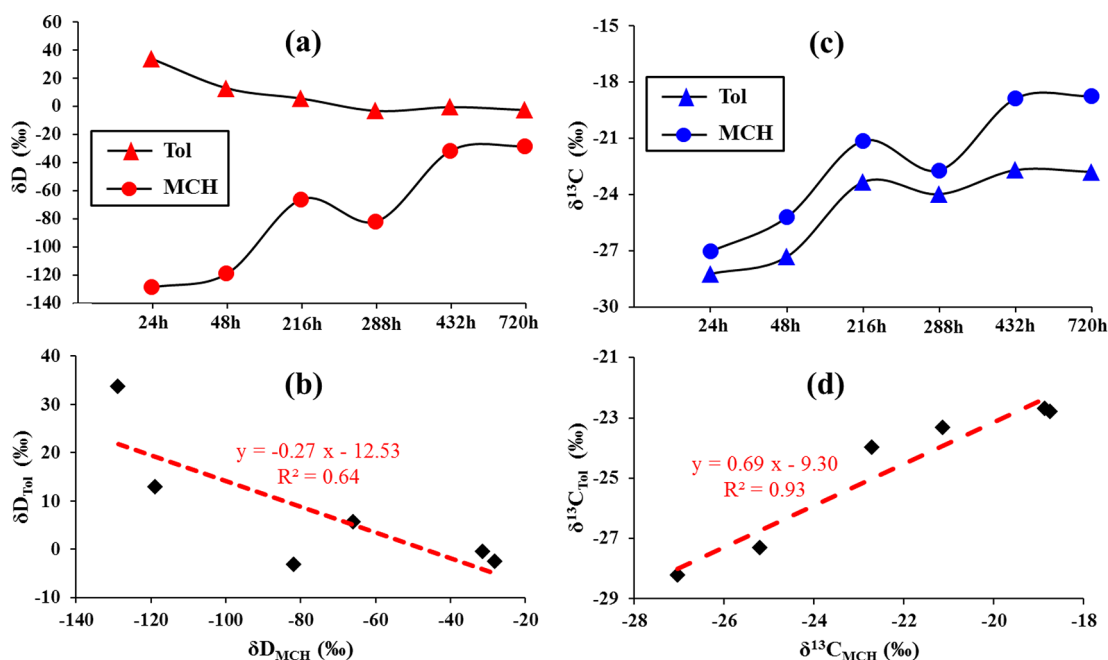 (a)
60
40
20
0
-20
-40
-60
-80
-100
-120
-140
δD (‰)
Tol
MCH
24h 48h 216h 288h 432h 720h
(c)
-15
-18
-21
-24
-27
-30
δ¹³C (‰)
Tol
MCH
24h 48h 216h 288h 432h 720h
(b)
40
30
20
10
0
-10
δD_Tol (‰)
y = -0.27 x - 12.53
R² = 0.64
-140 -120 -100 -80 -60 -40 -20
δD_MCH (‰)
(d)
-21
-23
-25
-27
-29
δ¹³C_Tol (‰)
y = 0.69 x - 9.30
R² = 0.93
-28 -26 -24 -22 -20 -18
δ¹³C_MCH (‰)